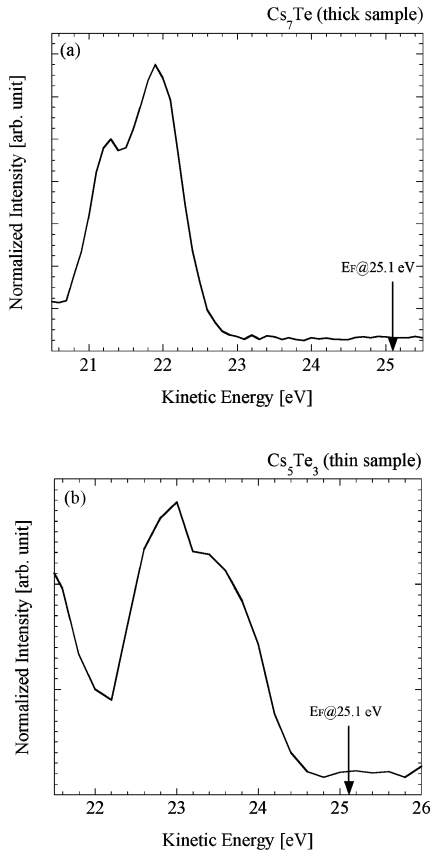 Cs7Te (thick sample)
(a)
Normalized Intensity [arb. unit]
EF@25.1 eV
21 22 23 24 25
Kinetic Energy [eV]
Cs5Te3 (thin sample)
(b)
Normalized Intensity [arb. unit]
EF@25.1 eV
22 23 24 25 26
Kinetic Energy [eV]